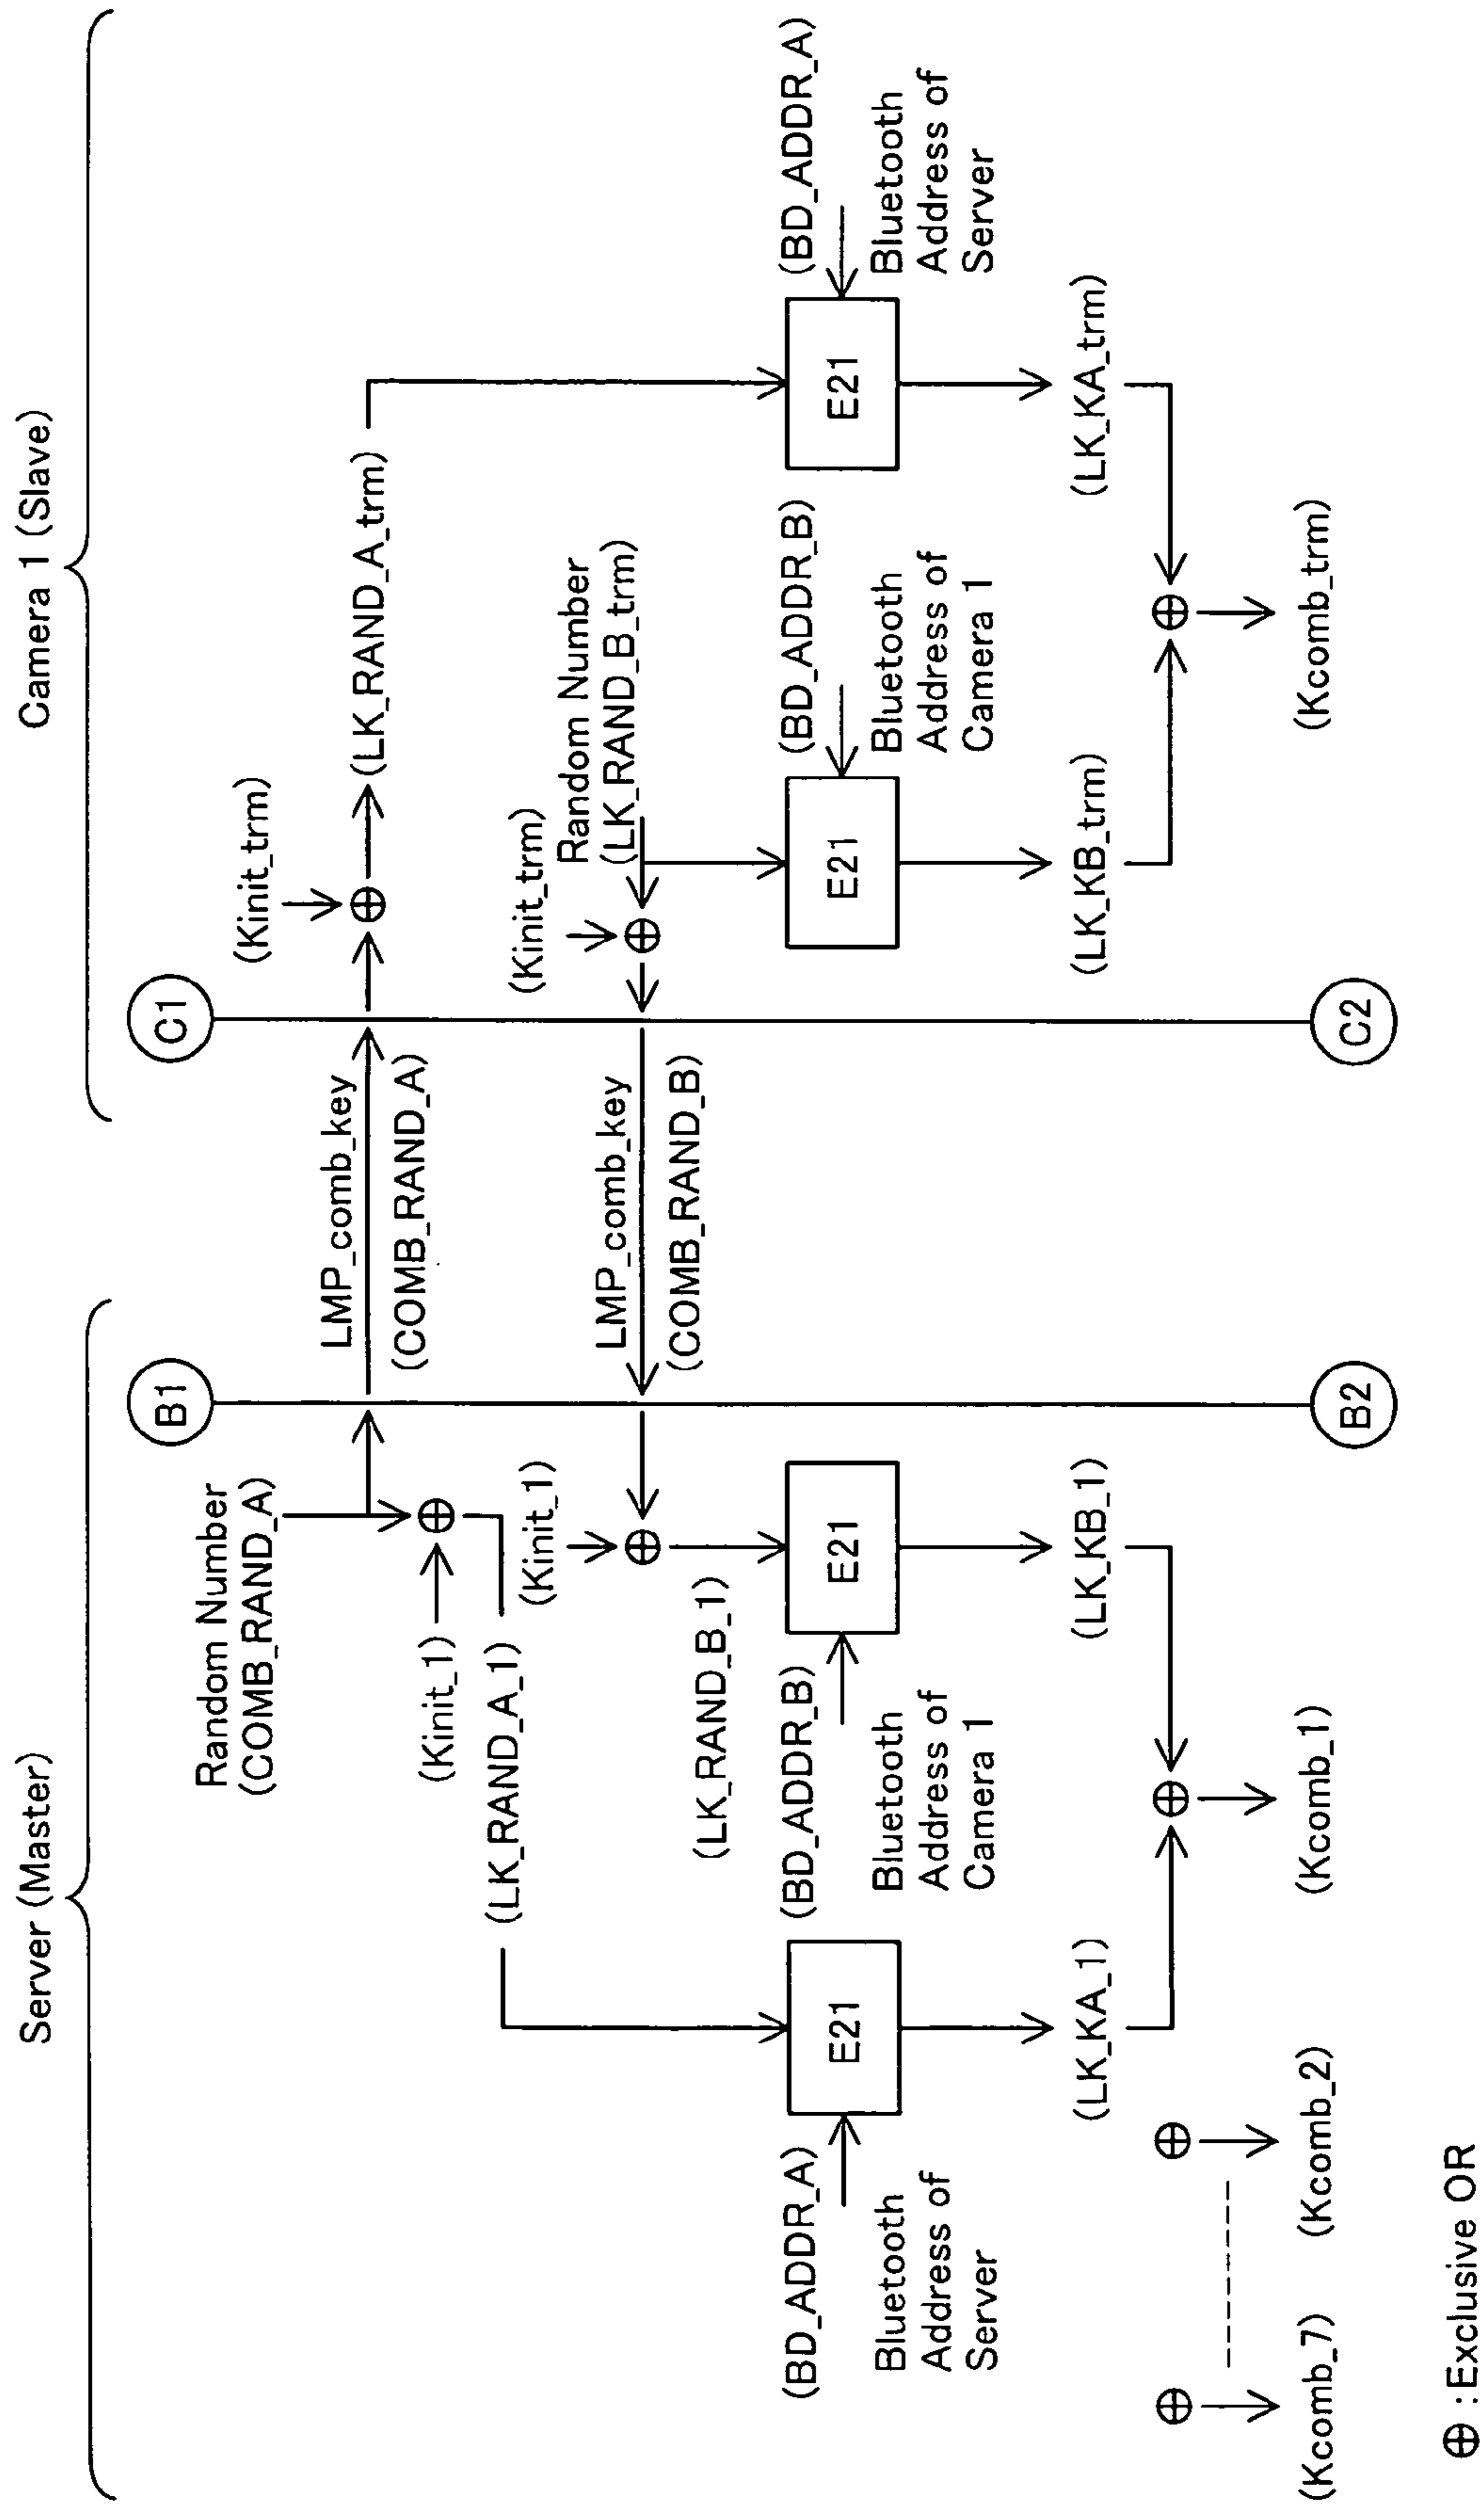 Server (Master)
Camera 1 (Slave)
B1
C1
Random Number
(COMB_RAND_A)
(Kinit_trm)
LMP_comb_key
(COMB_RAND_A)
(LK_RAND_A_trm)
(Kinit_1)
(LK_RAND_A_1)
(Kinit_1)
(Kinit_trm)
Random Number
(LK_RAND_B_trm)
LMP_comb_key
(COMB_RAND_B)
(LK_RAND_B_1)
(BD_ADDR_A)
Bluetooth
Address of
Server
E21
(BD_ADDR_B)
Bluetooth
Address of
Camera 1
E21
E21
(BD_ADDR_B)
Bluetooth
Address of
Camera 1
E21
(BD_ADDR_A)
Bluetooth
Address of
Server
(LK_KA_1)
(LK_KB_1)
(LK_KB_trm)
(LK_KA_trm)
(Kcomb_7)
(Kcomb_2)
(Kcomb_1)
B2
C2
(Kcomb_trm)
⊕ :Exclusive OR